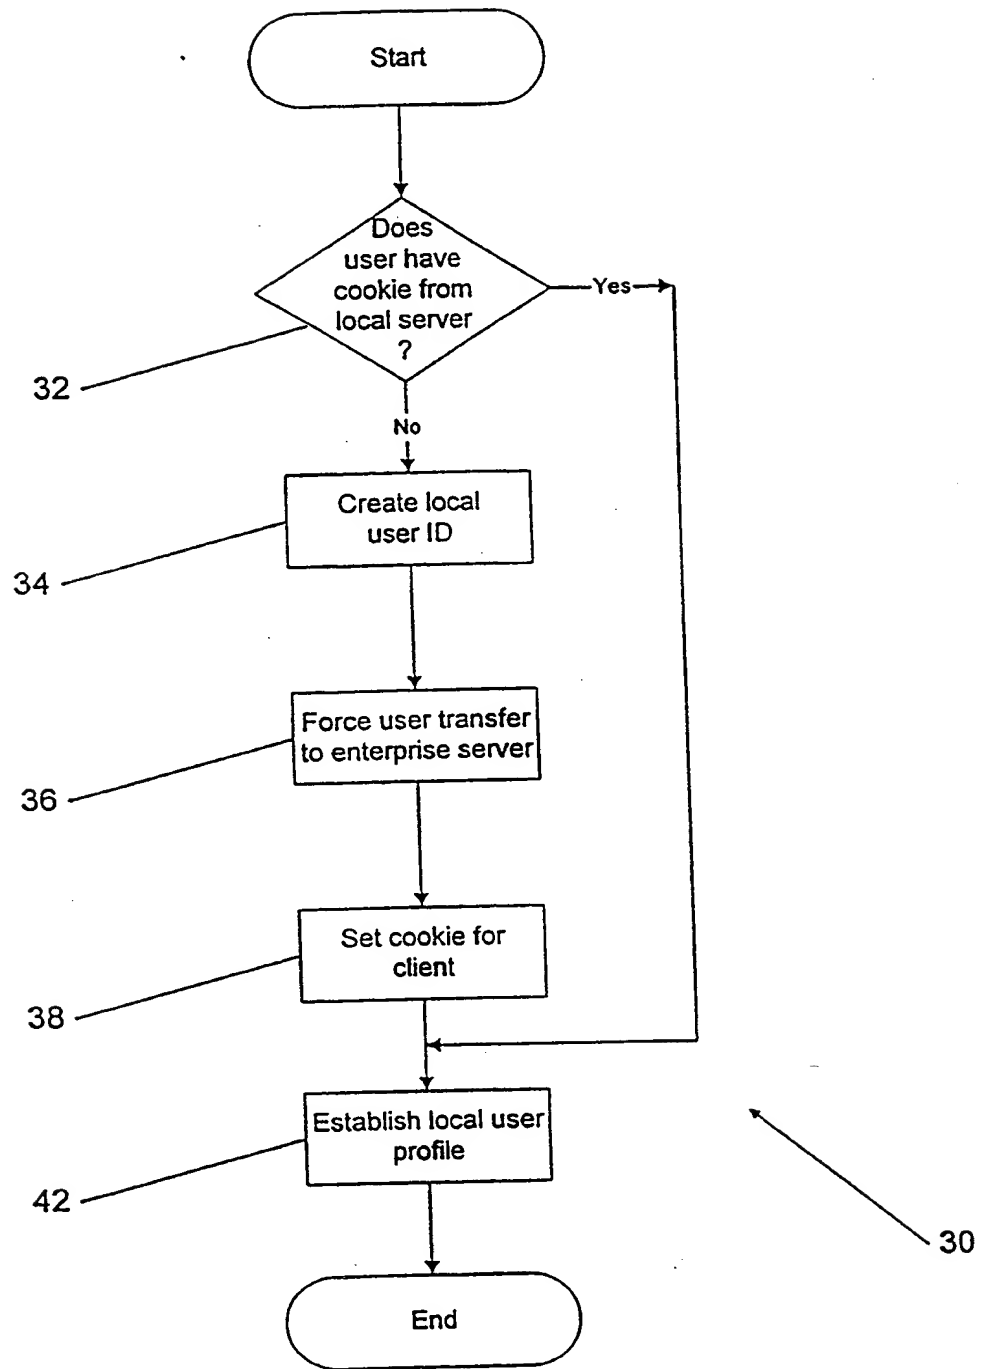 Start
Does
user have
cookie from
local server
?
Yes
32
No
Create local
user ID
34
Force user transfer
to enterprise server
36
Set cookie for
client
38
Establish local user
profile
42
30
End